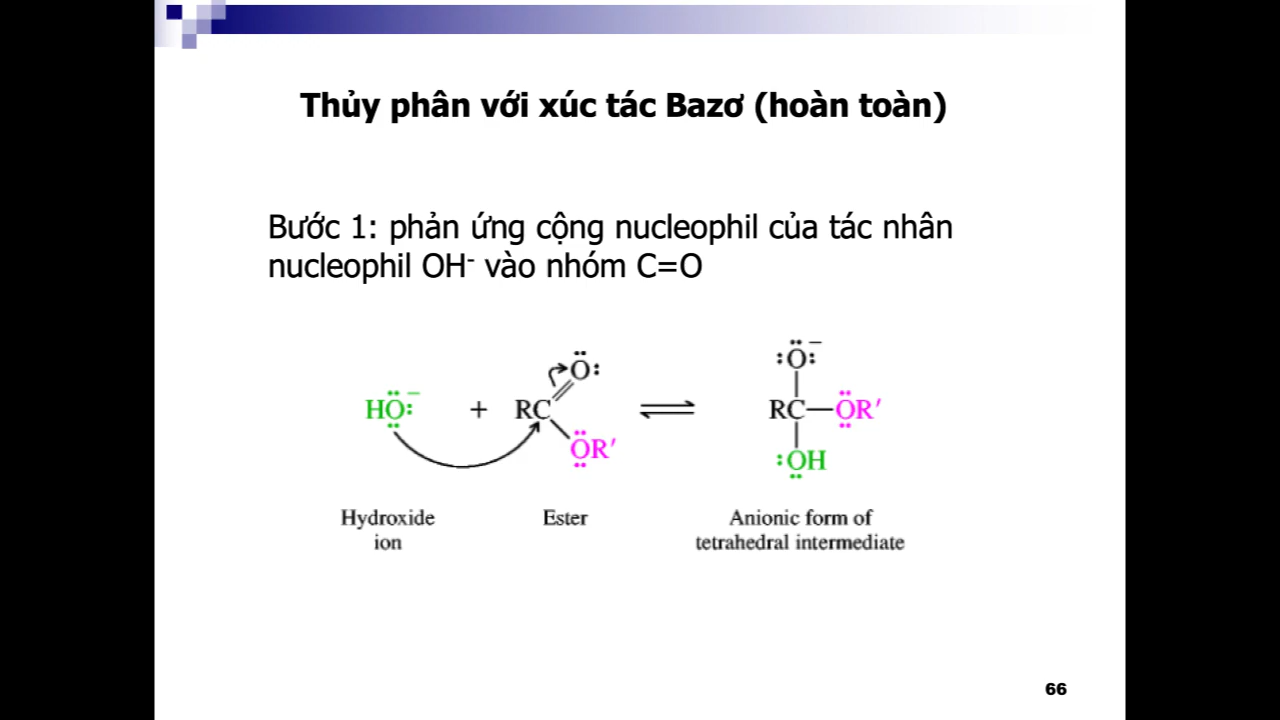 Thủy phân với xúc tác Bazơ (hoàn toàn)
Bước 1: phản ứng cộng nucleophil của tác nhân
nucleophil OH⁻ vào nhóm C=O
HO:⁻ + RC O: OR′ ⇌ RC—OR′ :O:⁻ :OH
Hydroxide
ion
Ester
Anionic form of
tetrahedral intermediate
66